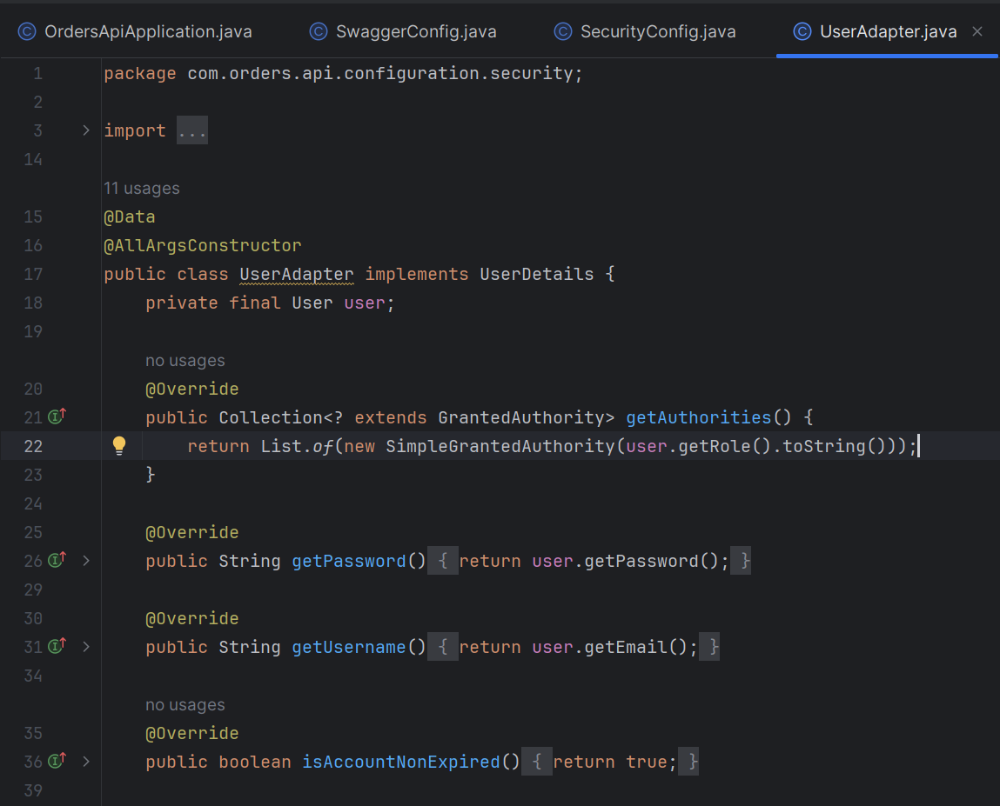 OrdersApiApplication.java SwaggerConfig.java SecurityConfig.java UserAdapter.java
1 package com.orders.api.configuration.security;
2
3 import ...
14
11 usages
15 @Data
16 @AllArgsConstructor
17 public class UserAdapter implements UserDetails {
18 private final User user;
19
no usages
20 @Override
21 public Collection<? extends GrantedAuthority> getAuthorities() {
22 return List.of(new SimpleGrantedAuthority(user.getRole().toString()));
23 }
24
25 @Override
26 public String getPassword() { return user.getPassword(); }
29
30 @Override
31 public String getUsername() { return user.getEmail(); }
34
no usages
35 @Override
36 public boolean isAccountNonExpired() { return true; }
39